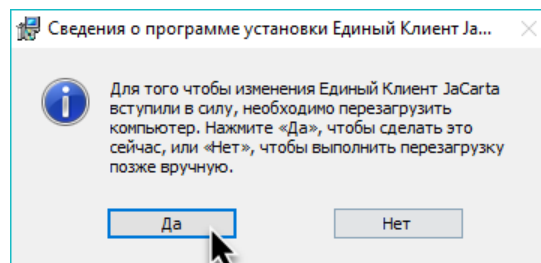 Сведения о программе установки Единый Клиент Ja...
Для того чтобы изменения Единый Клиент JaCarta
вступили в силу, необходимо перезагрузить
компьютер. Нажмите «Да», чтобы сделать это
сейчас, или «Нет», чтобы выполнить перезагрузку
позже вручную.
Да
Нет